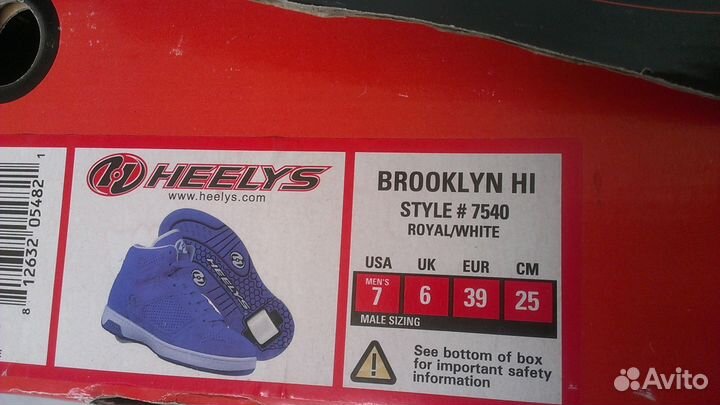 8 12632 05482 1
HEELYS
www.heelys.com
HEELYS
BROOKLYN HI
STYLE # 7540
ROYAL/WHITE
USA UK EUR CM
MEN'S
7 6 39 25
MALE SIZING
See bottom of box
for important safety
information
Avito